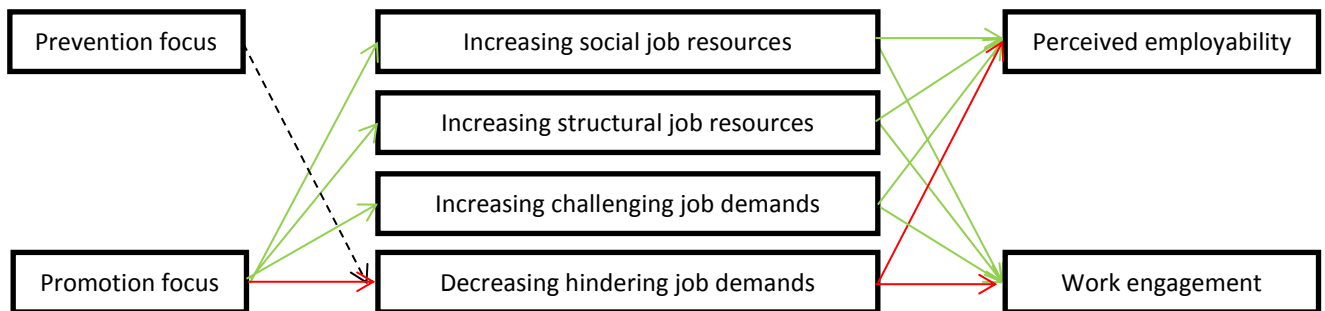 Prevention focus
Increasing social job resources
Perceived employability
Increasing structural job resources
Increasing challenging job demands
Promotion focus
Decreasing hindering job demands
Work engagement